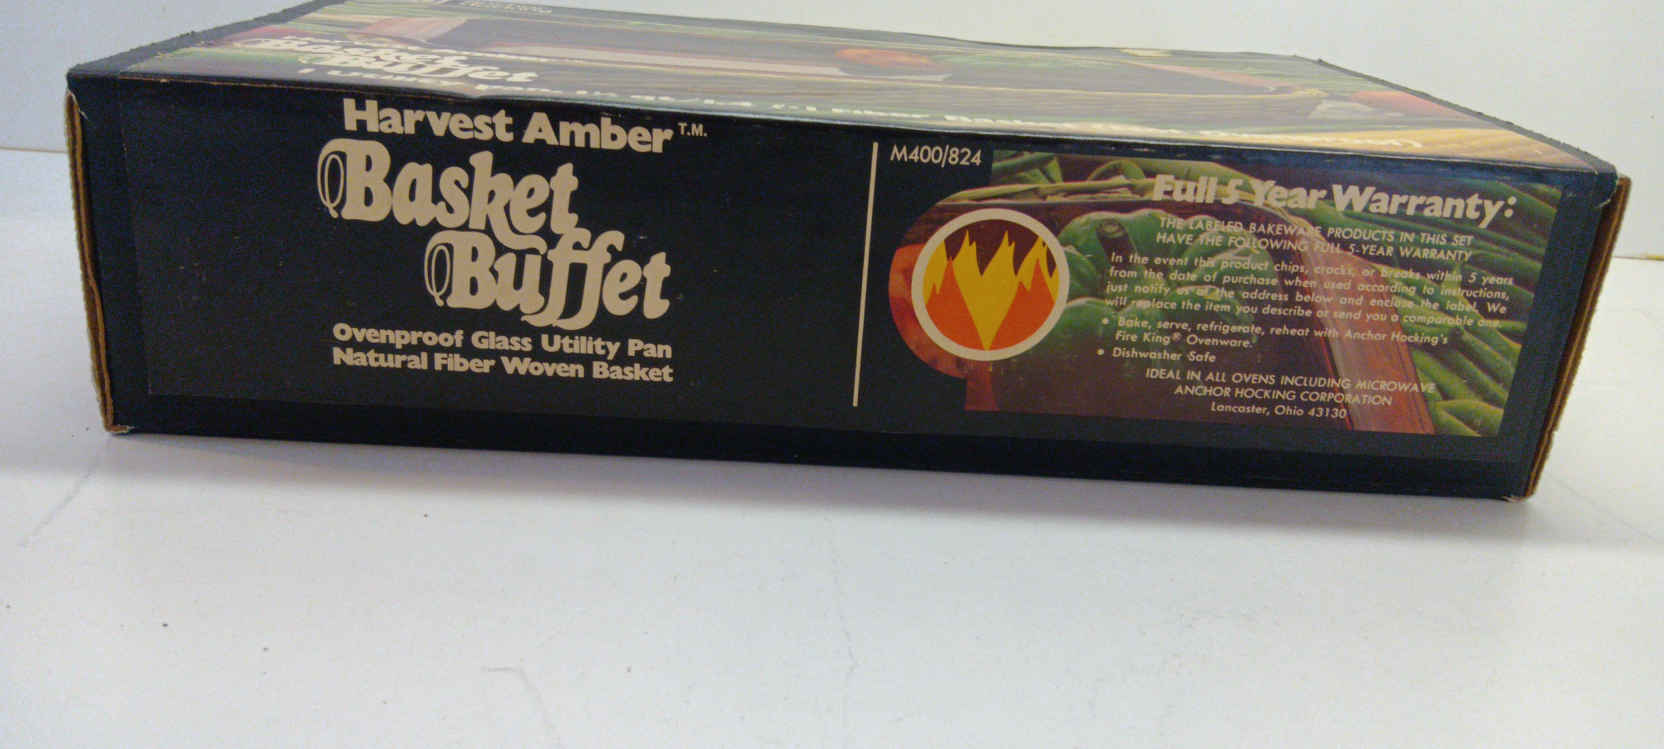 Basket
Buffet
Harvest Amber T.M.
Basket
Buffet
Ovenproof Glass Utility Pan
Natural Fiber Woven Basket
M400/824
Full 5 Year Warranty:
THE LABELED BAKEWARE PRODUCTS IN THIS SET
HAVE THE FOLLOWING FULL 5-YEAR WARRANTY
In the event this product chips, cracks, or breaks within 5 years
from the date of purchase when used according to instructions,
just notify us at the address below and enclose the label. We
will replace the item you describe or send you a comparable one.
• Bake, serve, refrigerate, reheat with Anchor Hocking's
Fire King® Ovenware.
• Dishwasher Safe
IDEAL IN ALL OVENS INCLUDING MICROWAVE
ANCHOR HOCKING CORPORATION
Lancaster, Ohio 43130